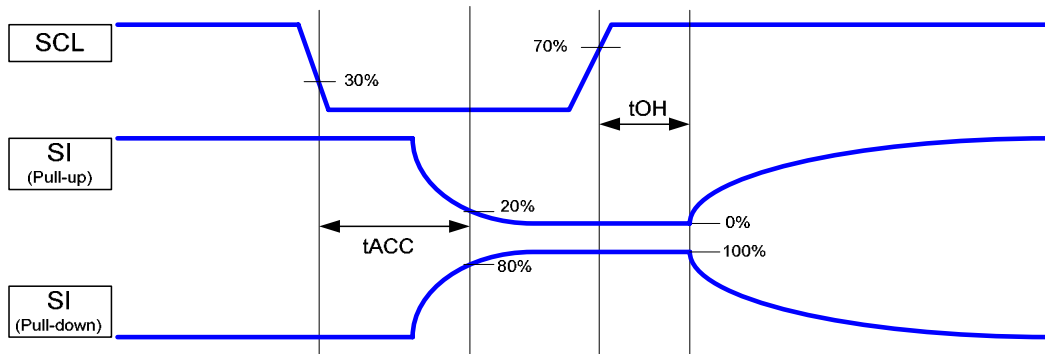 SCL
30%
70%
tOH
SI
(Pull-up)
20%
0%
tACC
80%
100%
SI
(Pull-down)